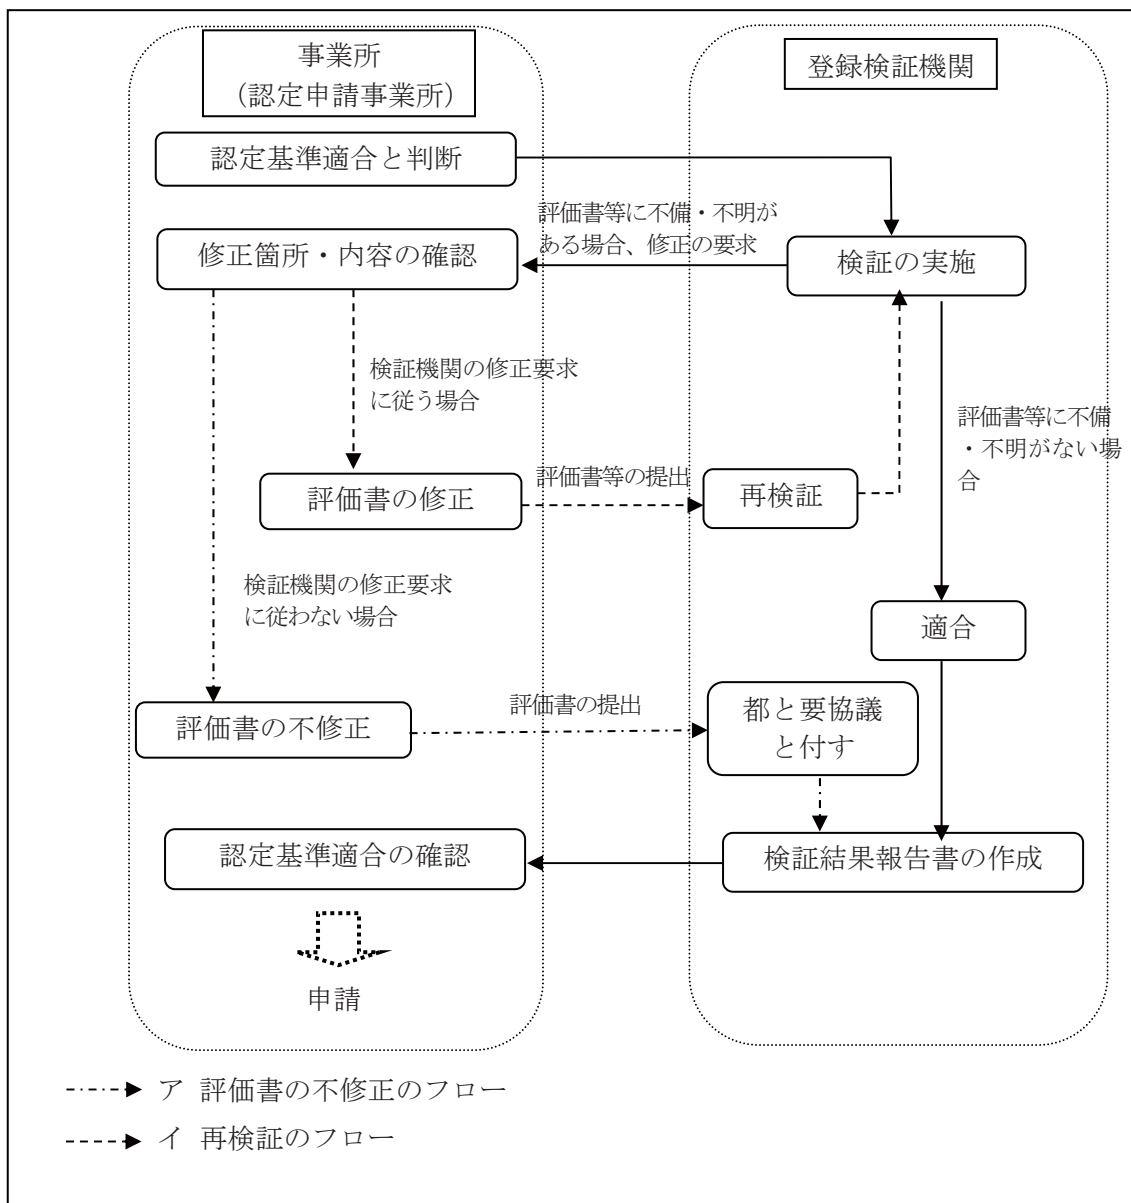 事業所
（認定申請事業所）
登録検証機関
認定基準適合と判断
評価書等に不備・不明が
ある場合、修正の要求
修正箇所・内容の確認
検証の実施
検証機関の修正要求
に従う場合
評価書等に不備
・不明がない場
合
評価書の修正
評価書等の提出
再検証
検証機関の修正要求
に従わない場合
適合
評価書の不修正
評価書の提出
都と要協議
と付す
認定基準適合の確認
検証結果報告書の作成
申請
ア 評価書の不修正のフロー
イ 再検証のフロー